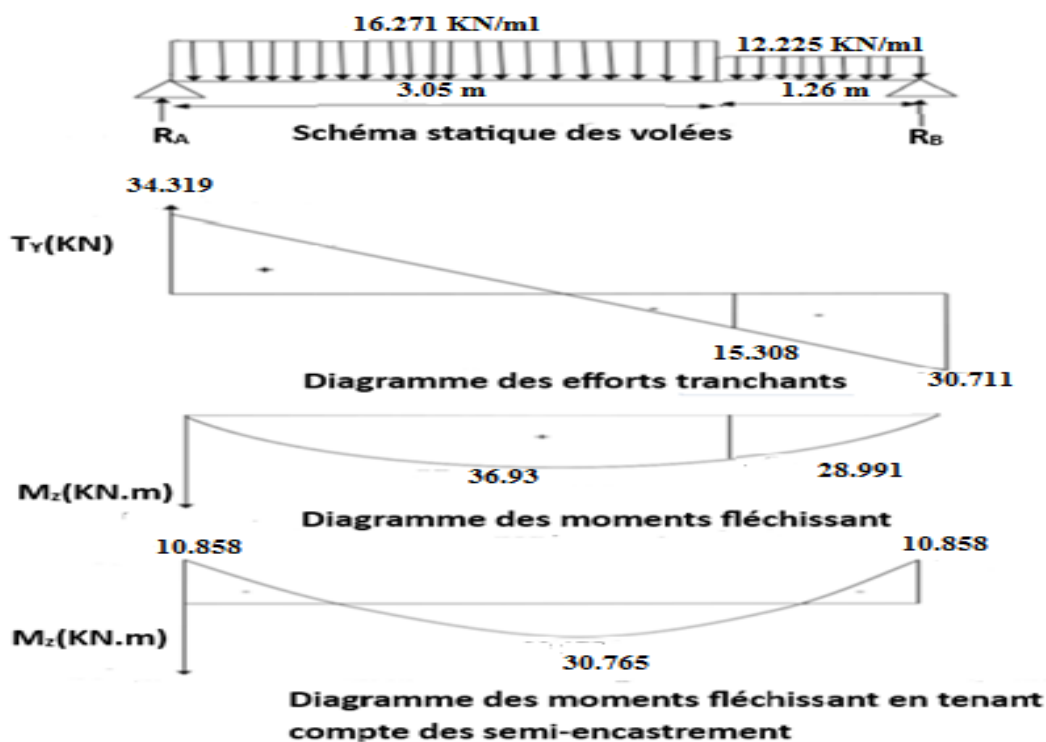 16.271 KN/ml
12.225 KN/ml
3.05 m
1.26 m
RA
Schéma statique des volées
RB
34.319
TY(KN)
15.308
Diagramme des efforts tranchants
30.711
36.93
28.991
Mz(KN.m)
Diagramme des moments fléchissant
10.858
10.858
Mz(KN.m)
30.765
Diagramme des moments fléchissant en tenant
compte des semi-encastrement